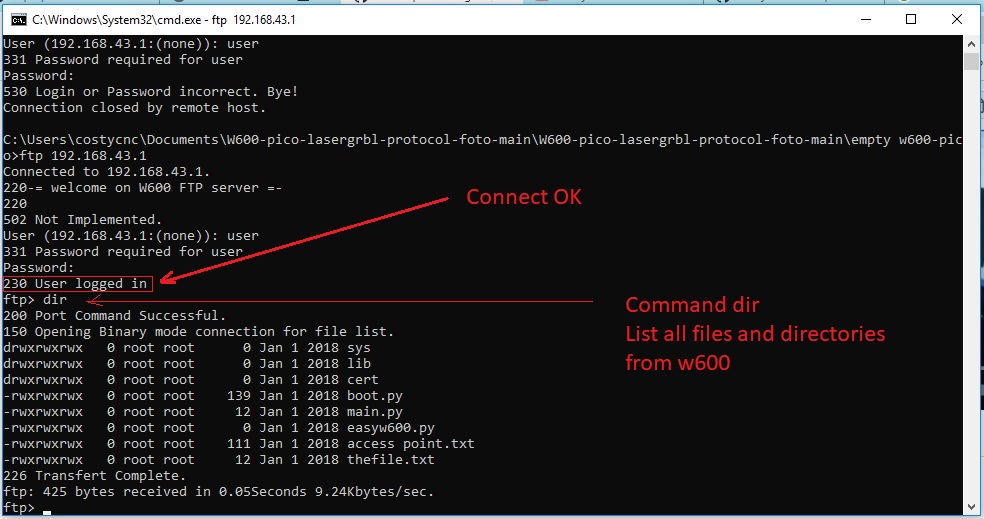 C:\Windows\System32\cmd.exe - ftp  192.168.43.1
User (192.168.43.1:(none)): user
331 Password required for user
Password:
530 Login or Password incorrect. Bye!
Connection closed by remote host.
C:\Users\costycnc\Documents\W600-pico-lasergrbl-protocol-foto-main\W600-pico-lasergrbl-protocol-foto-main\empty w600-pic
o>ftp 192.168.43.1
Connected to 192.168.43.1.
220-= welcome on W600 FTP server =-
220
502 Not Implemented.
User (192.168.43.1:(none)): user
331 Password required for user
Password:
230 User logged in
Connect OK
ftp> dir
200 Port Command Successful.
150 Opening Binary mode connection for file list.
drwxrwxrwx   0 root root      0 Jan 1 2018 sys
drwxrwxrwx   0 root root      0 Jan 1 2018 lib
drwxrwxrwx   0 root root      0 Jan 1 2018 cert
-rwxrwxrwx   0 root root    139 Jan 1 2018 boot.py
-rwxrwxrwx   0 root root     12 Jan 1 2018 main.py
-rwxrwxrwx   0 root root      0 Jan 1 2018 easyw600.py
-rwxrwxrwx   0 root root    111 Jan 1 2018 access point.txt
-rwxrwxrwx   0 root root     12 Jan 1 2018 thefile.txt
226 Transfert Complete.
ftp: 425 bytes received in 0.05Seconds 9.24Kbytes/sec.
ftp>
Command dir
List all files and directories
from w600